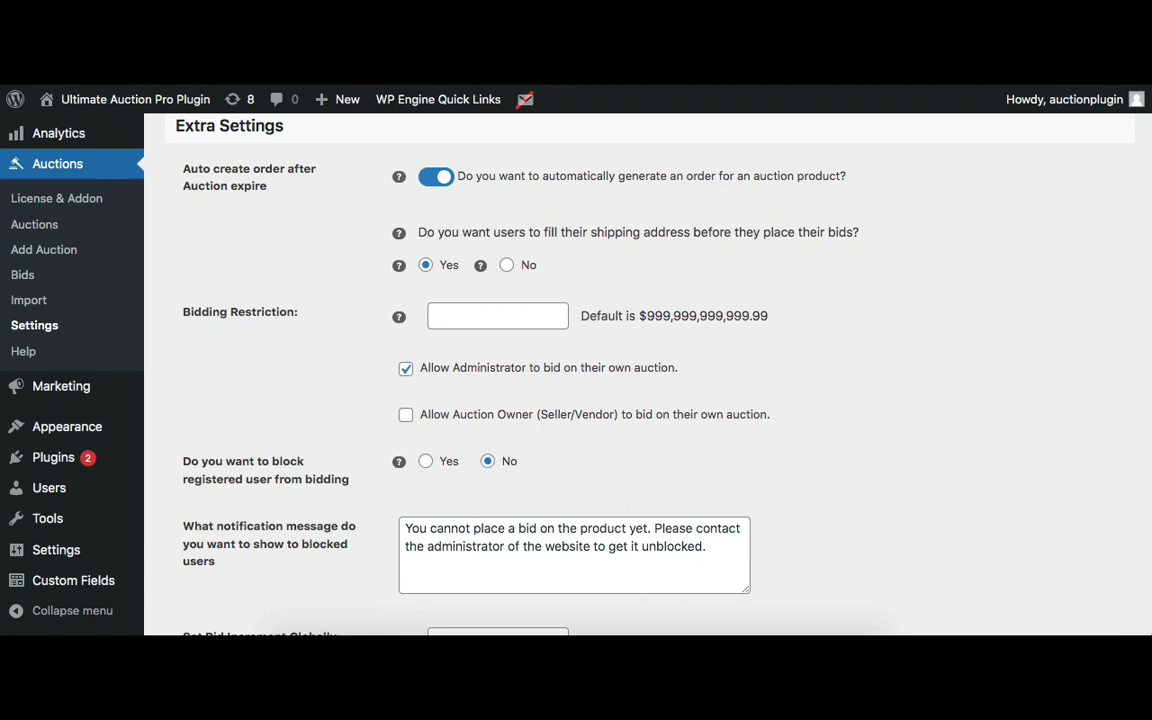 Ultimate Auction Pro Plugin 8 0 New WP Engine Quick Links Howdy, auctionplugin
Analytics
Auctions
License & Addon
Auctions
Add Auction
Bids
Import
Settings
Help
Marketing
Appearance
Plugins 2
Users
Tools
Settings
Custom Fields
Collapse menu
Extra Settings
Auto create order after
Auction expire
? Do you want to automatically generate an order for an auction product?
? Do you want users to fill their shipping address before they place their bids?
? Yes ? No
Bidding Restriction:
? Default is $999,999,999,999.99
Allow Administrator to bid on their own auction.
Allow Auction Owner (Seller/Vendor) to bid on their own auction.
Do you want to block
registered user from bidding
? Yes No
What notification message do
you want to show to blocked
users
You cannot place a bid on the product yet. Please contact
the administrator of the website to get it unblocked.
Set Bid Increment Globally: